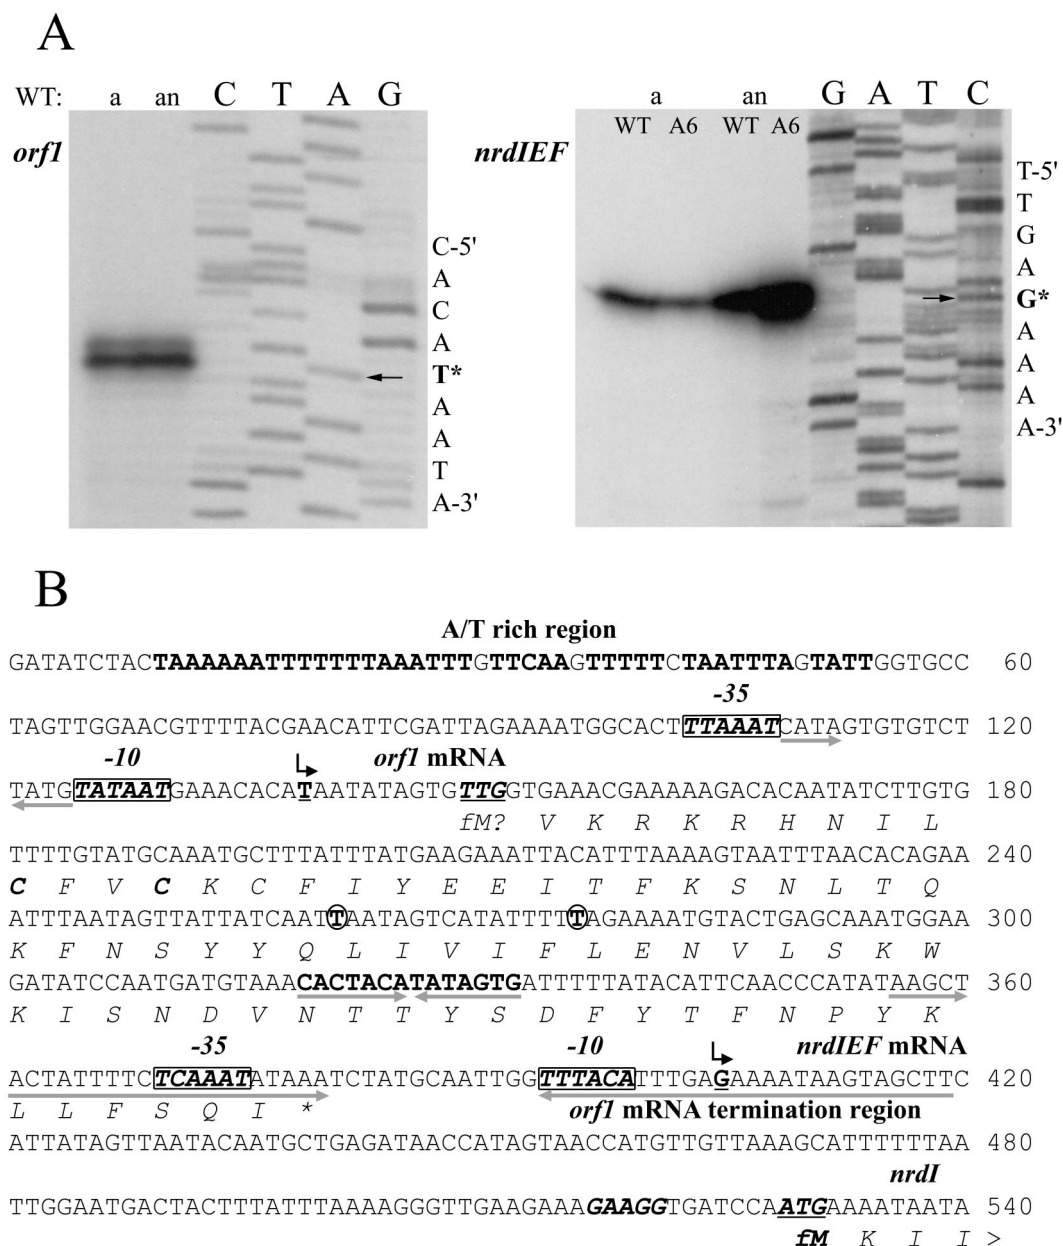 A
WT: a an C T A G
orf1
C-5'
A
C
A
T*
A
A
T
A-3'
a an G A T C
WT A6 WT A6
nrdIEF
T-5'
T
G
A
G*
A
A
A
A-3'
B
A/T rich region
GATATCTACTAAAAAATTTTTTTAAATTTGTTCAAGTTTTTCTAATTTAGTATTGGTGCC 60
-35
TAGTTGGAACGTTTTACGAACATTCGATTAGAAAATGGCACTTTAAATCATAGTGTGTCT 120
-10 orf1 mRNA
TATGTATAATGAAACACATAATATAGTGTTGGTGAAACGAAAAAGACACAATATCTTGTG 180
fM? V K R K R H N I L
TTTTGTATGCAAATGCTTTATTTATGAAGAAATTACATTTAAAAGTAATTTAACACAGAA 240
C F V C K C F I Y E E I T F K S N L T Q
ATTTAATAGTTATTATCAATTAATAGTCATATTTTTAGAAAATGTACTGAGCAAATGGAA 300
K F N S Y Y Q L I V I F L E N V L S K W
GATATCCAATGATGTAAACACTACATATAGTGATTTTTATACATTCAACCCATATAAGCT 360
K I S N D V N T T Y S D F Y T F N P Y K
-35 -10 nrdIEF mRNA
ACTATTTTCTCAAATATAAATCTATGCAATTGGTTTACATTTGAGAAAATAAGTAGCTTC 420
L L F S Q I * orf1 mRNA termination region
ATTATAGTTAATACAATGCTGAGATAACCATAGTAACCATGTTGTTAAAGCATTTTTTAA 480
nrdI
TTGGAATGACTACTTTATTTAAAAGGGTTGAAGAAAGAAGGTGATCCAATGAAAATAATA 540
fM K I I >